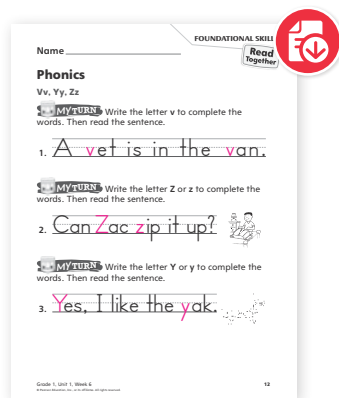 FOUNDATIONAL SKILL
Name
Read
Together
Phonics
Vv, Yy, Zz
MY TURN Write the letter v to complete the
words. Then read the sentence.
1. A vet is in the van.
MY TURN Write the letter Z or z to complete the
words. Then read the sentence.
2. Can Zac zip it up?
MY TURN Write the letter Y or y to complete the
words. Then read the sentence.
3. Yes, I like the yak.
Grade 1, Unit 1, Week 6
12